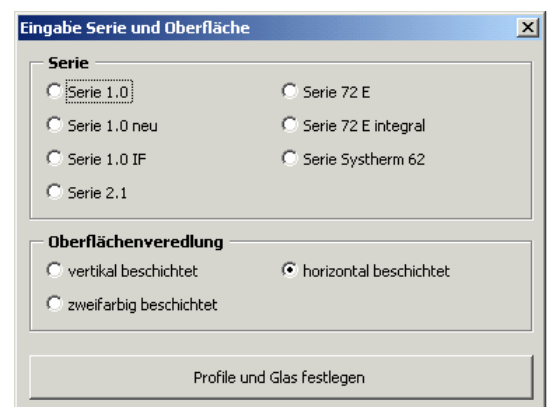 Eingabe Serie und Oberfläche
Serie
Serie 1.0
Serie 72 E
Serie 1.0 neu
Serie 72 E integral
Serie 1.0 IF
Serie Systherm 62
Serie 2.1
Oberflächenveredlung
vertikal beschichtet
horizontal beschichtet
zweifarbig beschichtet
Profile und Glas festlegen